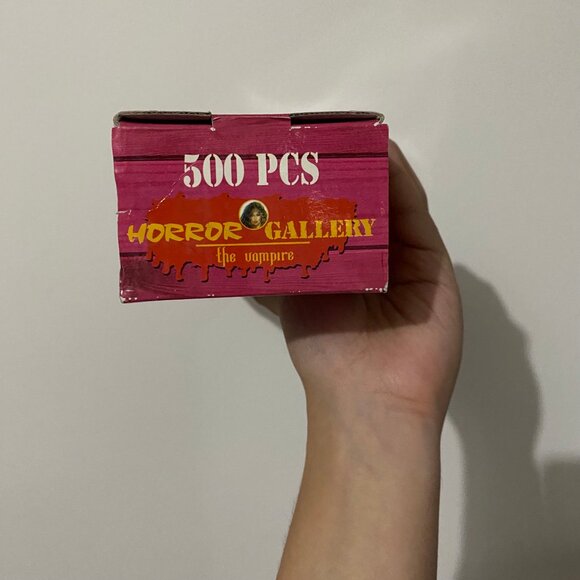 500 PCS
HORROR GALLERY
the vampire